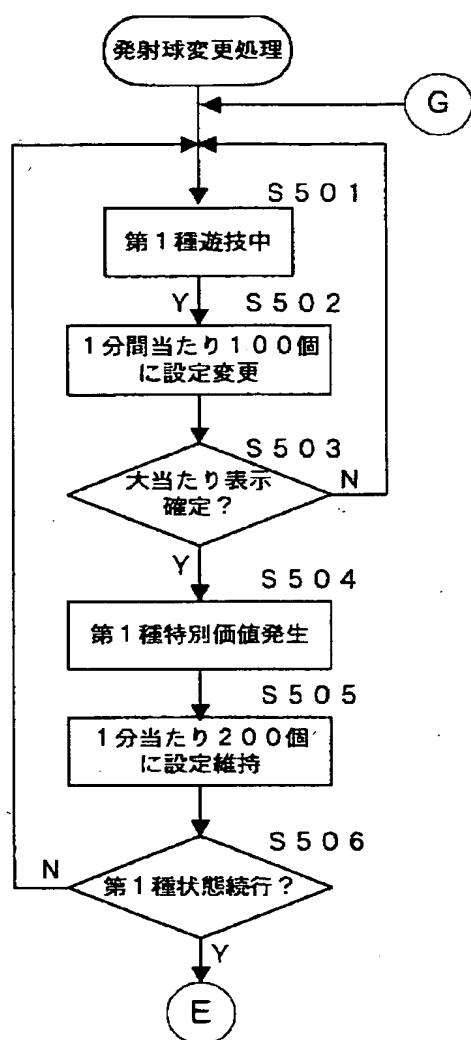 発射球変更処理
G
S501
第1種遊技中
Y
S502
1分間当たり100個
に設定変更
S503
大当たり表示
確定?
N
Y
S504
第1種特別価値発生
S505
1分当たり200個
に設定維持
S506
N
第1種状態続行?
Y
E